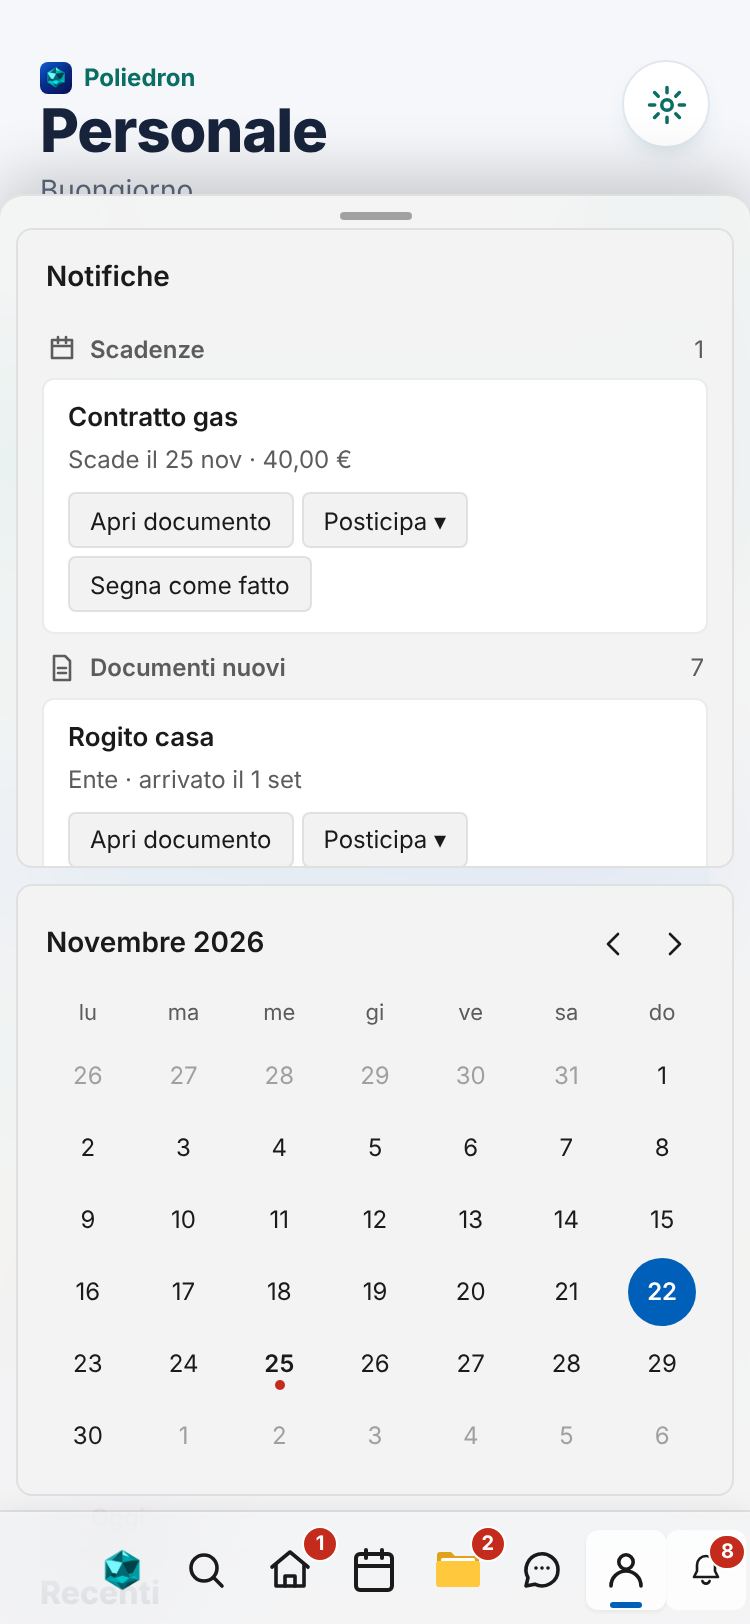 Poliedron
Personale
Buongiorno
Notifiche
Scadenze 1
Contratto gas
Scade il 25 nov · 40,00 €
Apri documento Posticipa ▾
Segna come fatto
Documenti nuovi 7
Rogito casa
Ente · arrivato il 1 set
Apri documento Posticipa ▾
Novembre 2026
lu ma me gi ve sa do
26 27 28 29 30 31 1
2 3 4 5 6 7 8
9 10 11 12 13 14 15
16 17 18 19 20 21 22
23 24 25 26 27 28 29
30 1 2 3 4 5 6
Oggi
1 2 8
Recenti